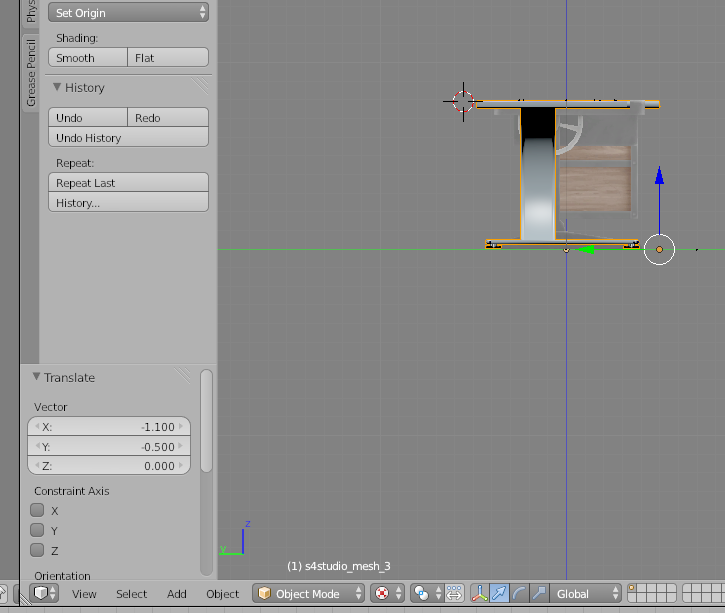 Phys
Grease Pencil
Set Origin
Shading:
Smooth Flat
History
Undo Redo
Undo History
Repeat:
Repeat Last
History...
Translate
Vector
X: -1.100
Y: -0.500
Z: 0.000
Constraint Axis
X
Y
Z
Orientation
z
y
(1) s4studio_mesh_3
View Select Add Object Object Mode Global